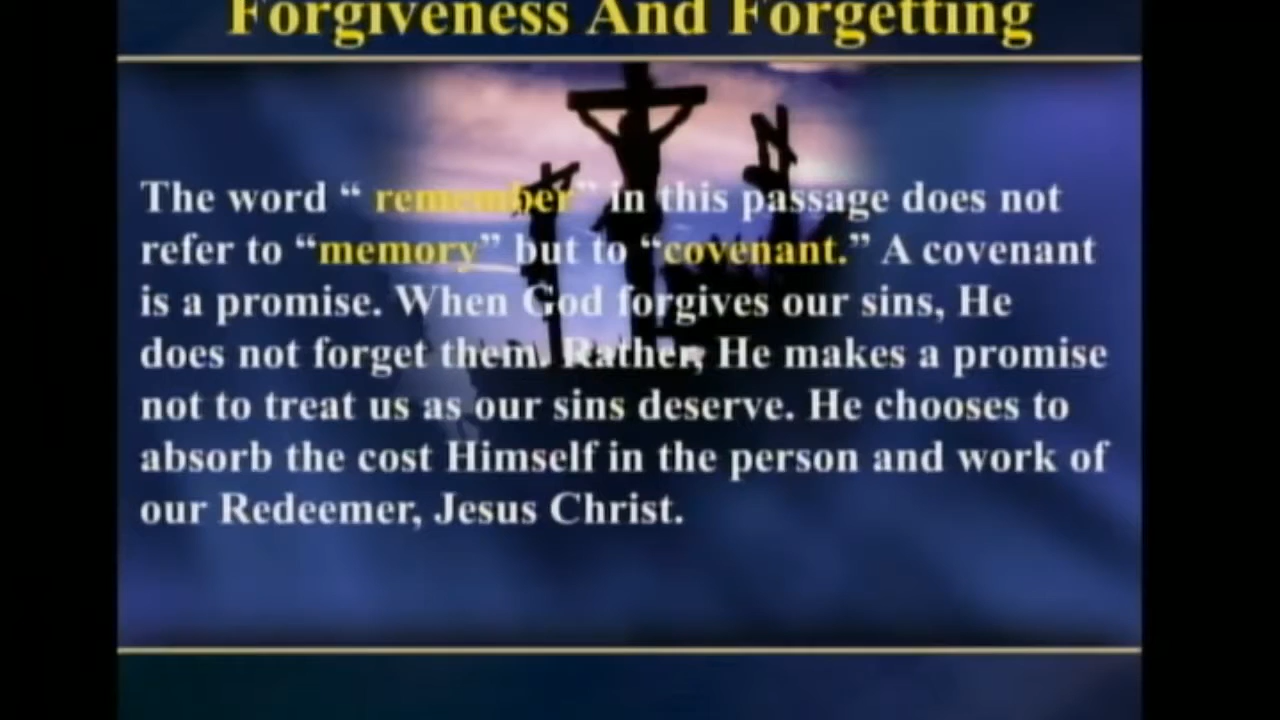 Forgiveness And Forgetting
The word “ remember” in this passage does not
refer to “memory” but to “covenant.” A covenant
is a promise. When God forgives our sins, He
does not forget them. Rather, He makes a promise
not to treat us as our sins deserve. He chooses to
absorb the cost Himself in the person and work of
our Redeemer, Jesus Christ.